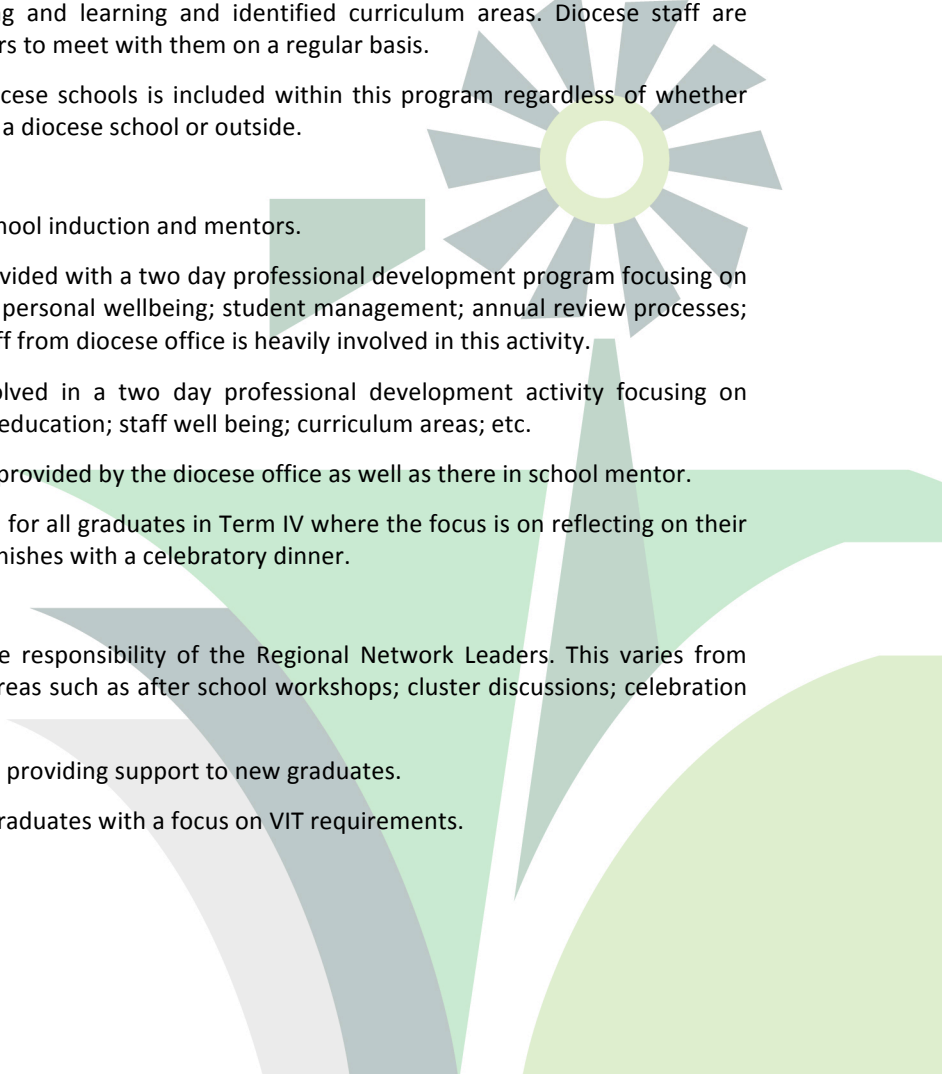 g and learning and identified curriculum areas. Diocese staff are
rs to meet with them on a regular basis.
cese schools is included within this program regardless of whether
a diocese school or outside.
hool induction and mentors.
vided with a two day professional development program focusing on
personal wellbeing; student management; annual review processes;
ff from diocese office is heavily involved in this activity.
olved in a two day professional development activity focusing on
education; staff well being; curriculum areas; etc.
provided by the diocese office as well as there in school mentor.
for all graduates in Term IV where the focus is on reflecting on their
nishes with a celebratory dinner.
e responsibility of the Regional Network Leaders. This varies from
reas such as after school workshops; cluster discussions; celebration
providing support to new graduates.
raduates with a focus on VIT requirements.